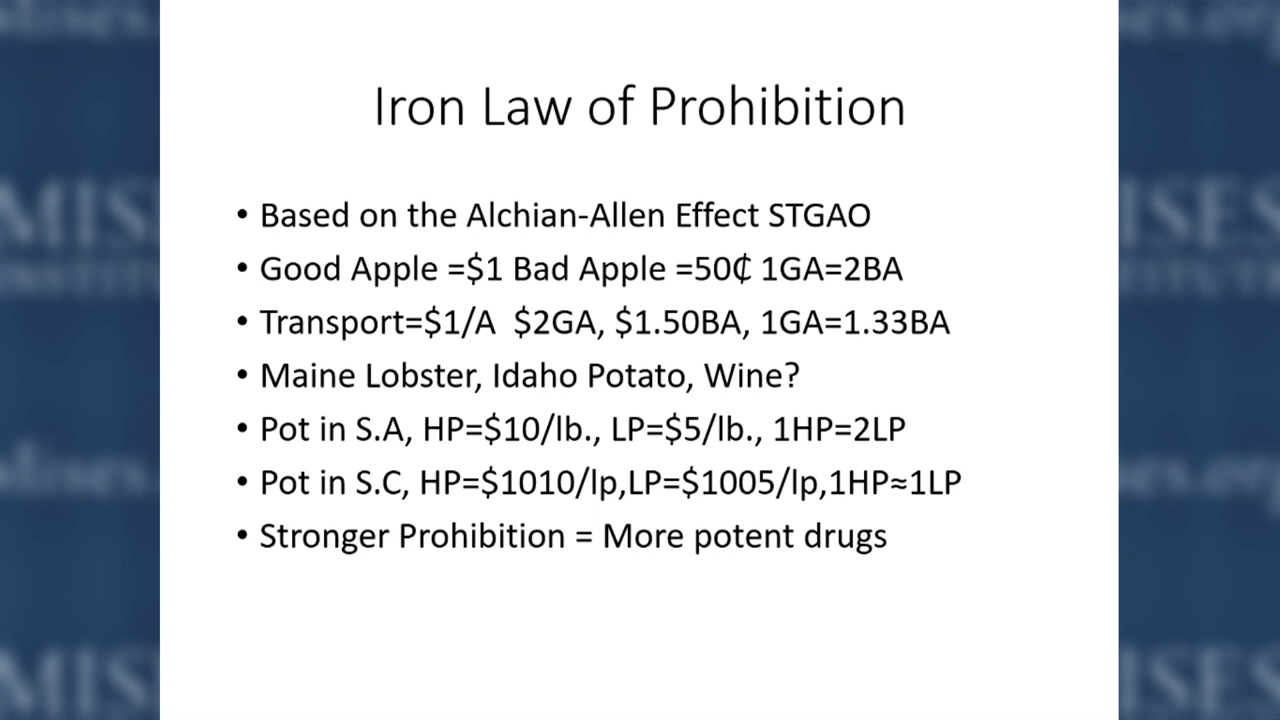 Iron Law of Prohibition
• Based on the Alchian-Allen Effect STGAO
• Good Apple =$1 Bad Apple =50₵ 1GA=2BA
• Transport=$1/A  $2GA, $1.50BA, 1GA=1.33BA
• Maine Lobster, Idaho Potato, Wine?
• Pot in S.A, HP=$10/lb., LP=$5/lb., 1HP=2LP
• Pot in S.C, HP=$1010/lp,LP=$1005/lp,1HP≈1LP
• Stronger Prohibition = More potent drugs